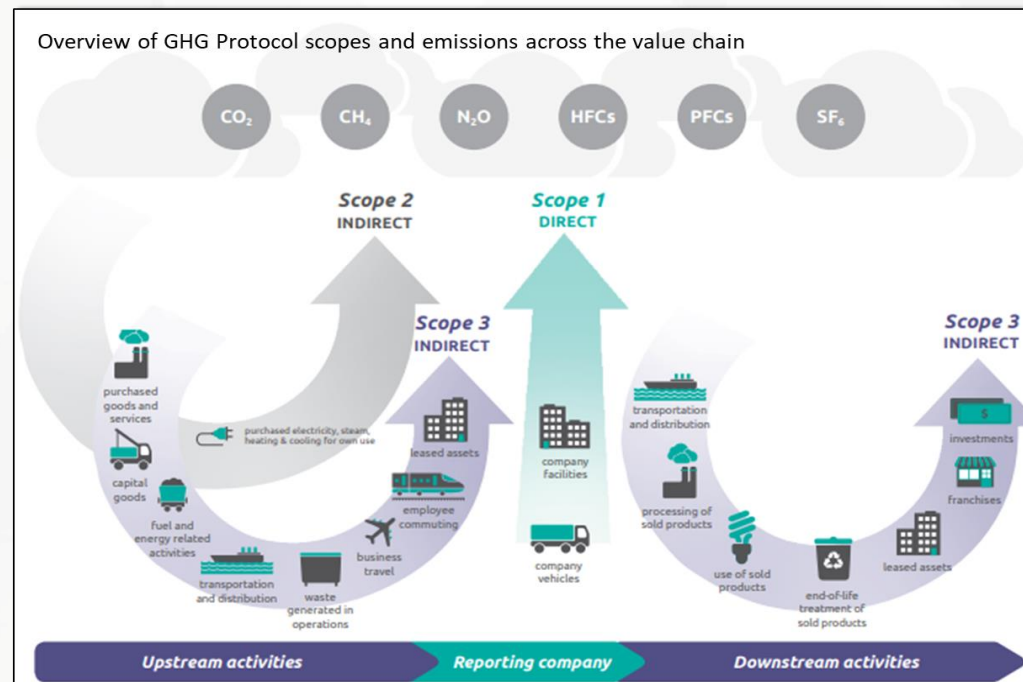 Overview of GHG Protocol scopes and emissions across the value chain
CO₂
CH₄
N₂O
HFCs
PFCs
SF₆
Scope 2
INDIRECT
Scope 1
DIRECT
Scope 3
INDIRECT
Scope 3
INDIRECT
purchased
goods and
services
capital
goods
fuel and
energy related
activities
transportation
and distribution
waste
generated in
operations
business
travel
employee
commuting
leased assets
purchased electricity, steam,
heating & cooling for own use
company
facilities
company
vehicles
transportation
and distribution
processing of
sold products
use of sold
products
end-of-life
treatment of
sold products
leased assets
franchises
$
investments
Upstream activities
Reporting company
Downstream activities